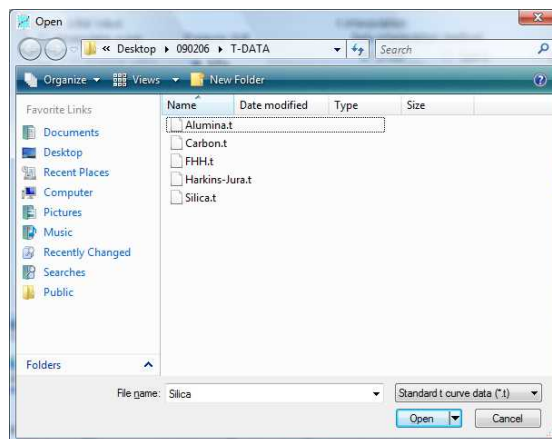 Open
« Desktop ▸ 090206 ▸ T-DATA
Search
Organize Views New Folder
Favorite Links
Documents
Desktop
Recent Places
Computer
Pictures
Music
Recently Changed
Searches
Public
Folders
Name Date modified Type Size
Alumina.t
Carbon.t
FHH.t
Harkins-Jura.t
Silica.t
File name: Silica
Standard t curve data (*.t)
Open Cancel